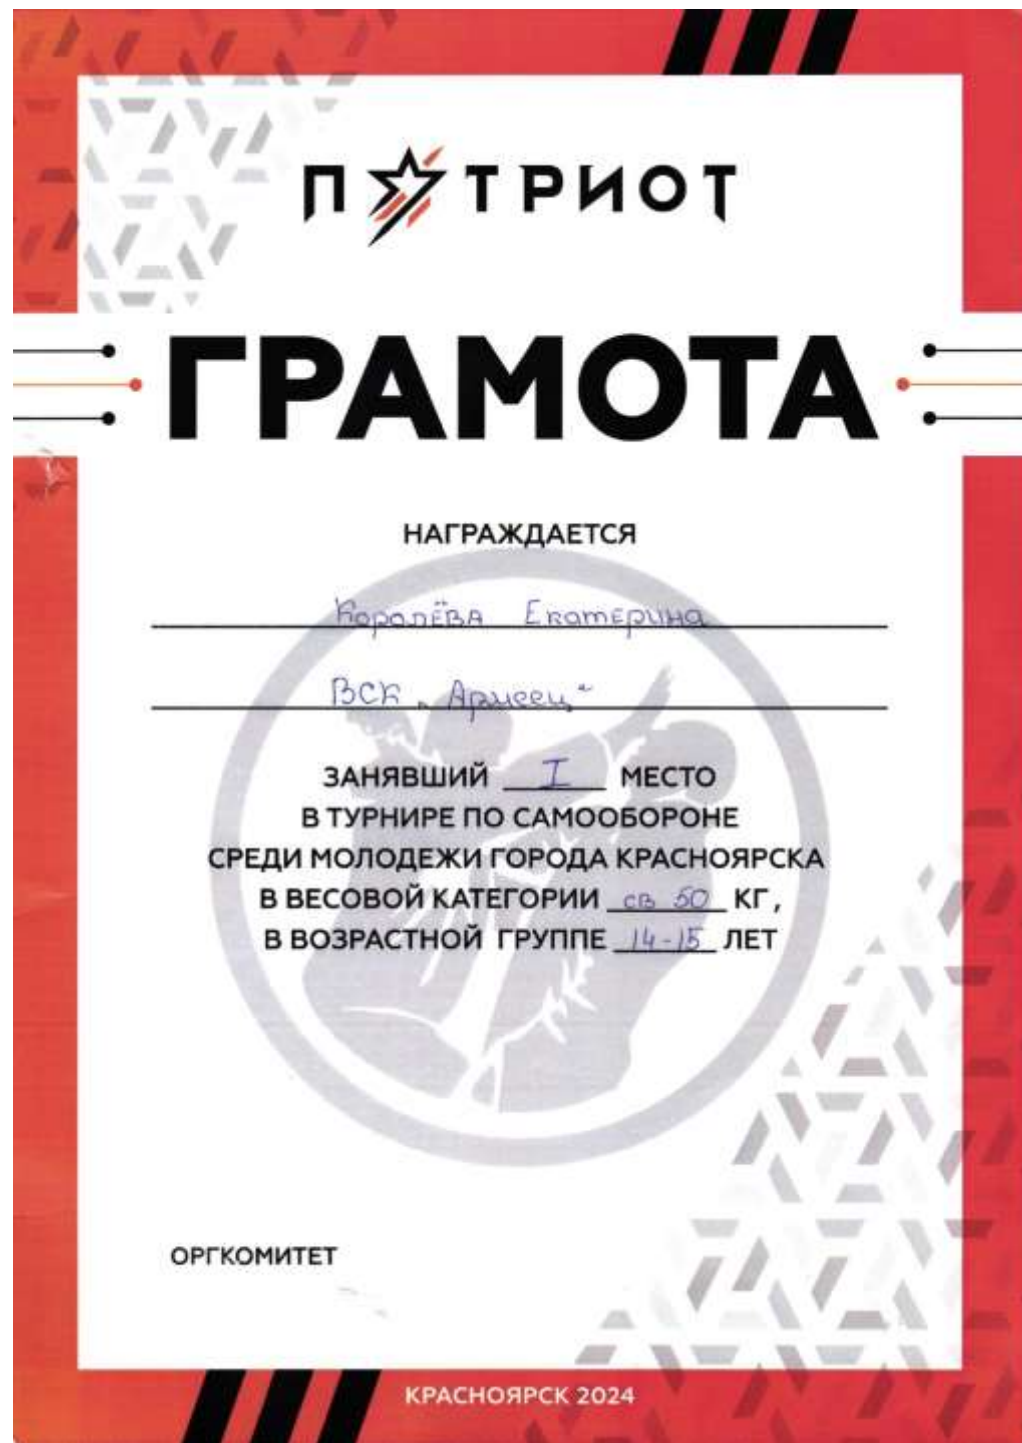 ПАТРИОТ
ГРАМОТА
НАГРАЖДАЕТСЯ
Королёва Екатерина
ВСК "Армеец"
ЗАНЯВШИЙ I МЕСТО
В ТУРНИРЕ ПО САМООБОРОНЕ
СРЕДИ МОЛОДЕЖИ ГОРОДА КРАСНОЯРСКА
В ВЕСОВОЙ КАТЕГОРИИ св 50 КГ,
В ВОЗРАСТНОЙ ГРУППЕ 14-15 ЛЕТ
ОРГКОМИТЕТ
КРАСНОЯРСК 2024